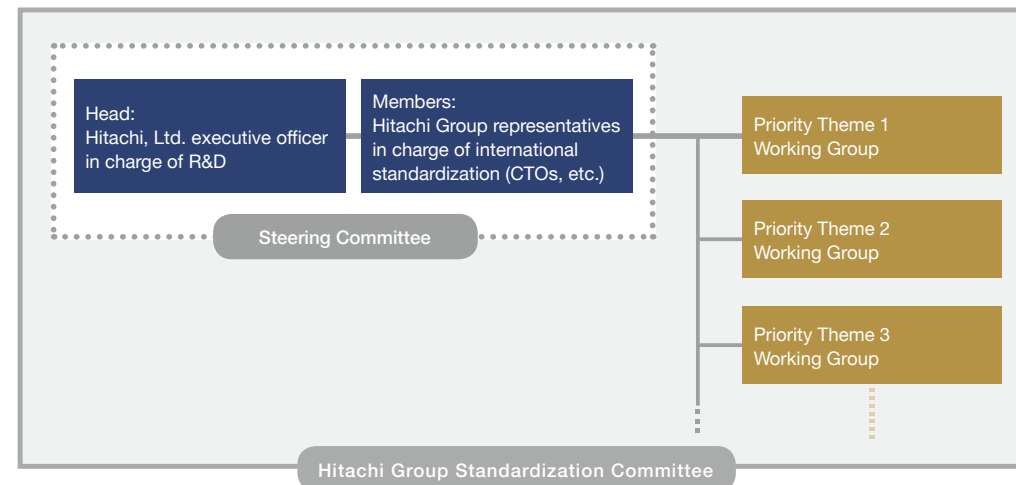 Head:
Hitachi, Ltd. executive officer
in charge of R&D
Members:
Hitachi Group representatives
in charge of international
standardization (CTOs, etc.)
Steering Committee
Priority Theme 1
Working Group
Priority Theme 2
Working Group
Priority Theme 3
Working Group
Hitachi Group Standardization Committee